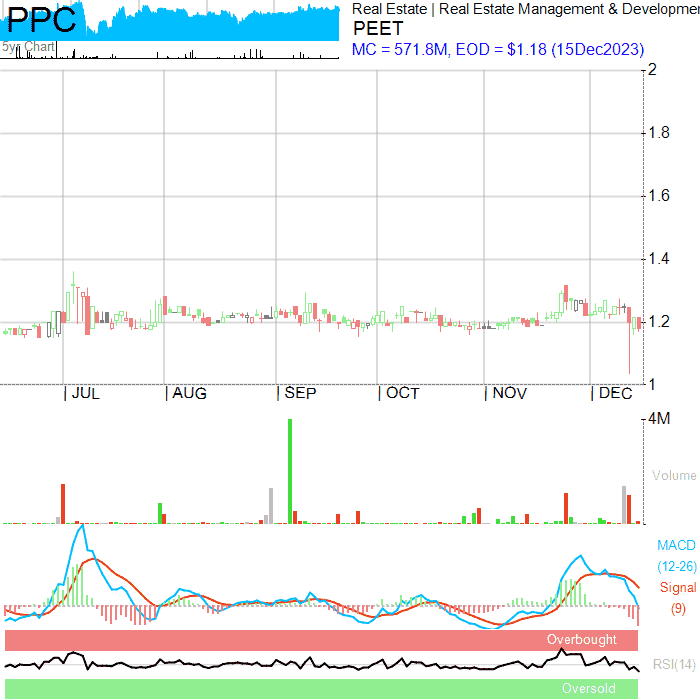 PPC
5yr Chart
Real Estate | Real Estate Management & Developmen
PEET
MC = 571.8M, EOD = $1.18 (15Dec2023)
2
1.8
1.6
1.4
1.2
1
| JUL | AUG | SEP | OCT | NOV | DEC
4M
Volume
MACD
(12-26)
Signal
(9)
Overbought
RSI(14)
Oversold